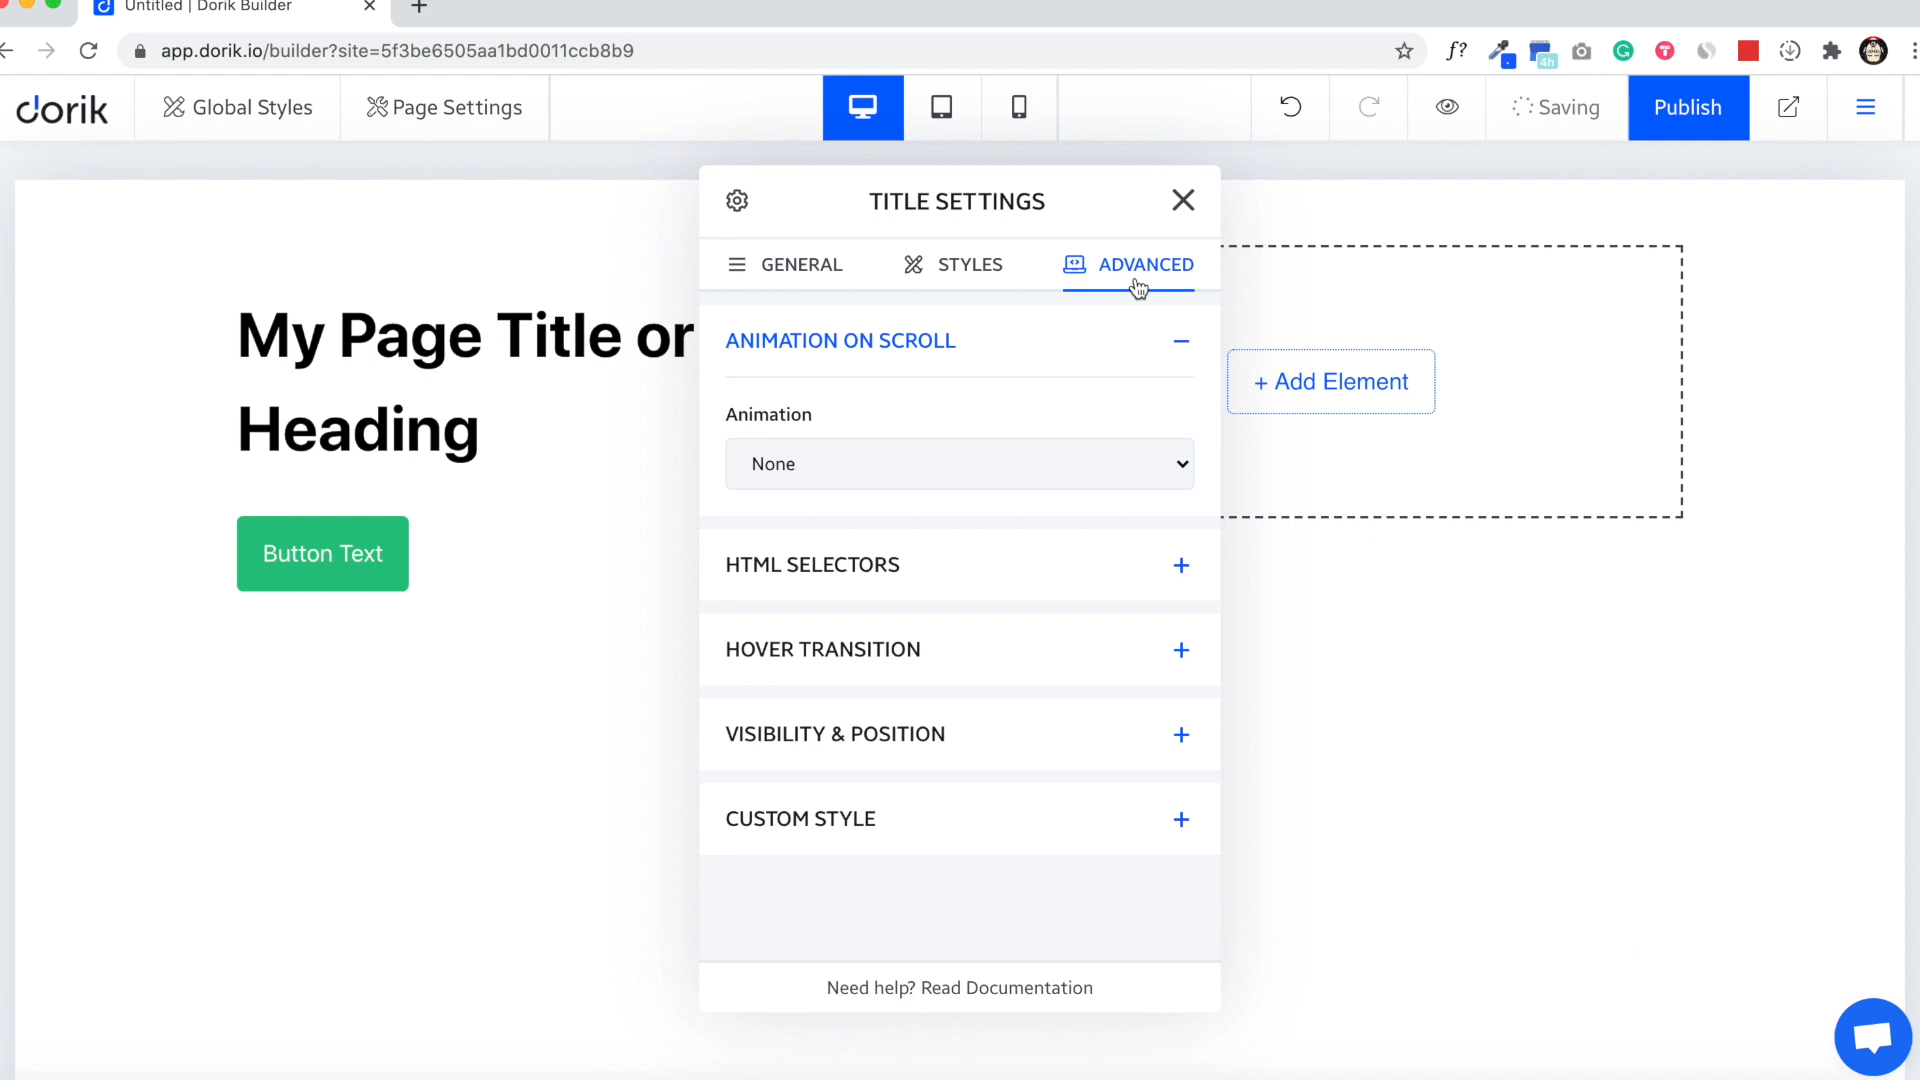 Untitled | Dorik Builder
app.dorik.io/builder?site=5f3be6505aa1bd0011ccb8b9
f?
4h
dorik
Global Styles
Page Settings
Saving
Publish
TITLE SETTINGS
GENERAL
STYLES
ADVANCED
My Page Title or
Heading
Button Text
ANIMATION ON SCROLL
Animation
None
+ Add Element
HTML SELECTORS
HOVER TRANSITION
VISIBILITY & POSITION
CUSTOM STYLE
Need help? Read Documentation